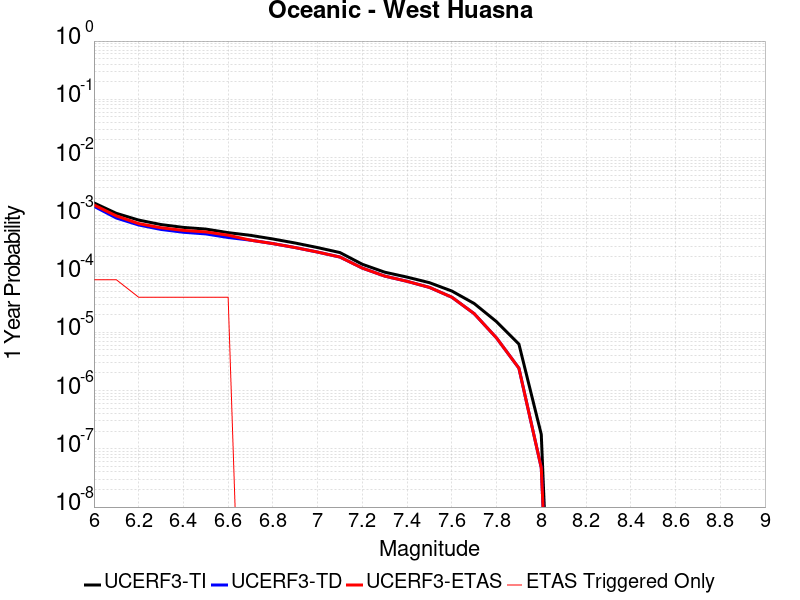 Oceanic - West Huasna
10^0
10^-1
10^-2
10^-3
10^-4
10^-5
10^-6
10^-7
10^-8
1 Year Probability
6 6.2 6.4 6.6 6.8 7 7.2 7.4 7.6 7.8 8 8.2 8.4 8.6 8.8 9
Magnitude
UCERF3-TI UCERF3-TD UCERF3-ETAS ETAS Triggered Only